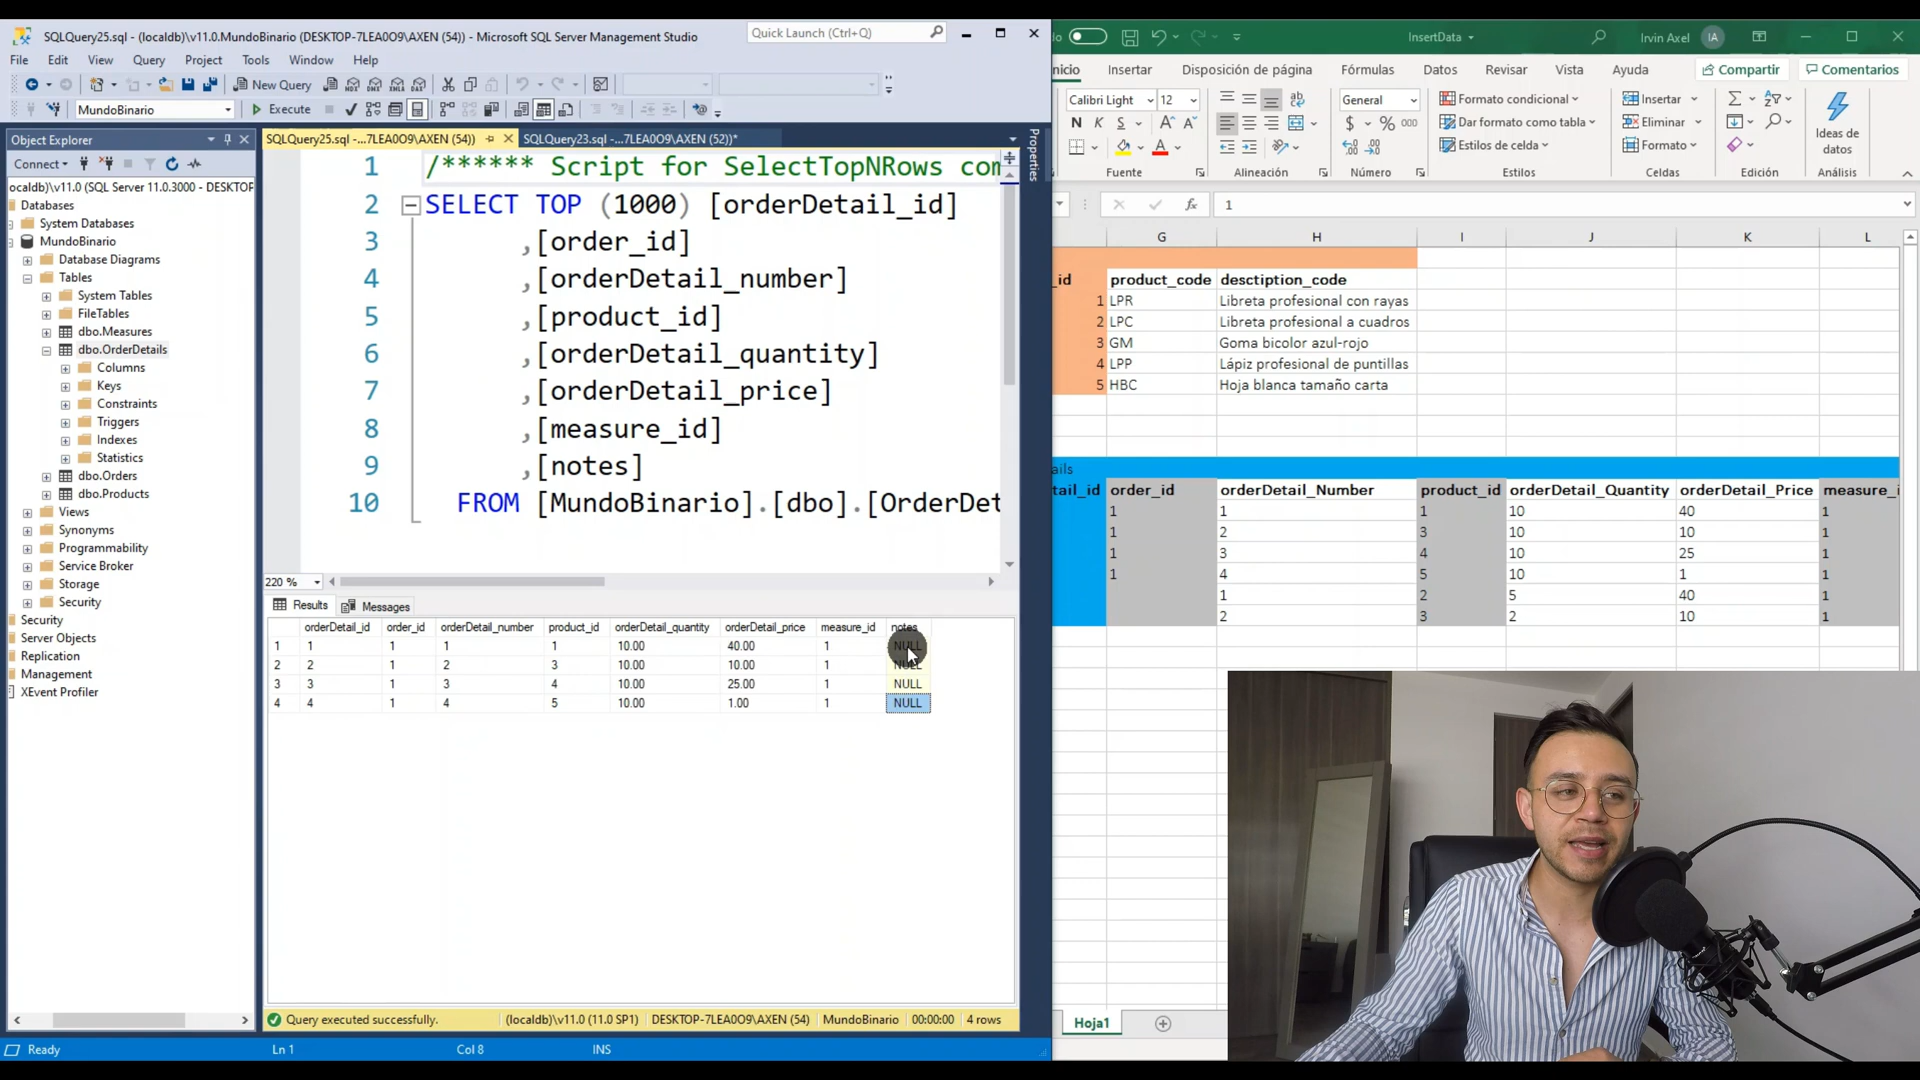 SQLQuery25.sql - (localdb)\v11.0.MundoBinario (DESKTOP-7LEA0O9\AXEN (54)) - Microsoft SQL Server Management Studio
Quick Launch (Ctrl+Q)
File Edit View Query Project Tools Window Help
New Query
MundoBinario
Execute
Object Explorer
Connect
ocaldb)\v11.0 (SQL Server 11.0.3000 - DESKTOP
Databases
System Databases
MundoBinario
Database Diagrams
Tables
System Tables
FileTables
dbo.Measures
dbo.OrderDetails
Columns
Keys
Constraints
Triggers
Indexes
Statistics
dbo.Orders
dbo.Products
Views
Synonyms
Programmability
Service Broker
Storage
Security
Security
Server Objects
Replication
Management
XEvent Profiler
SQLQuery25.sql -...7LEA0O9\AXEN (54))
SQLQuery23.sql -...7LEA0O9\AXEN (52))*
Properties
1 /****** Script for SelectTopNRows com
2 SELECT TOP (1000) [orderDetail_id]
3 ,[order_id]
4 ,[orderDetail_number]
5 ,[product_id]
6 ,[orderDetail_quantity]
7 ,[orderDetail_price]
8 ,[measure_id]
9 ,[notes]
10 FROM [MundoBinario].[dbo].[OrderDet
220 %
Results Messages
orderDetail_id order_id orderDetail_number product_id orderDetail_quantity orderDetail_price measure_id notes
1 1 1 1 1 10.00 40.00 1 NULL
2 2 1 2 3 10.00 10.00 1 NULL
3 3 1 3 4 10.00 25.00 1 NULL
4 4 1 4 5 10.00 1.00 1 NULL
Query executed successfully. (localdb)\v11.0 (11.0 SP1) DESKTOP-7LEA0O9\AXEN (54) MundoBinario 00:00:00 4 rows
Ready Ln 1 Col 8 INS
do InsertData Irvin Axel IA
nicio Insertar Disposición de página Fórmulas Datos Revisar Vista Ayuda Compartir Comentarios
Calibri Light 12
N K S
Fuente
Alineación
General
$ % 000
Número
Formato condicional
Dar formato como tabla
Estilos de celda
Estilos
Insertar
Eliminar
Formato
Celdas
Edición
Ideas de
datos
Análisis
fx 1
G H I J K L
_id product_code desctiption_code
1 LPR Libreta profesional con rayas
2 LPC Libreta profesional a cuadros
3 GM Goma bicolor azul-rojo
4 LPP Lápiz profesional de puntillas
5 HBC Hoja blanca tamaño carta
ails
tail_id order_id orderDetail_Number product_id orderDetail_Quantity orderDetail_Price measure_i
1 1 1 10 40 1
1 2 3 10 10 1
1 3 4 10 25 1
1 4 5 10 1 1
1 2 5 40 1
2 3 2 10 1
Hoja1